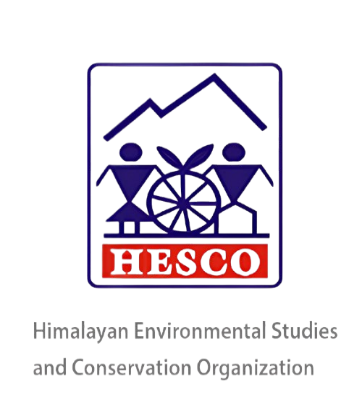 HESCO
Himalayan Environmental Studies
and Conservation Organization